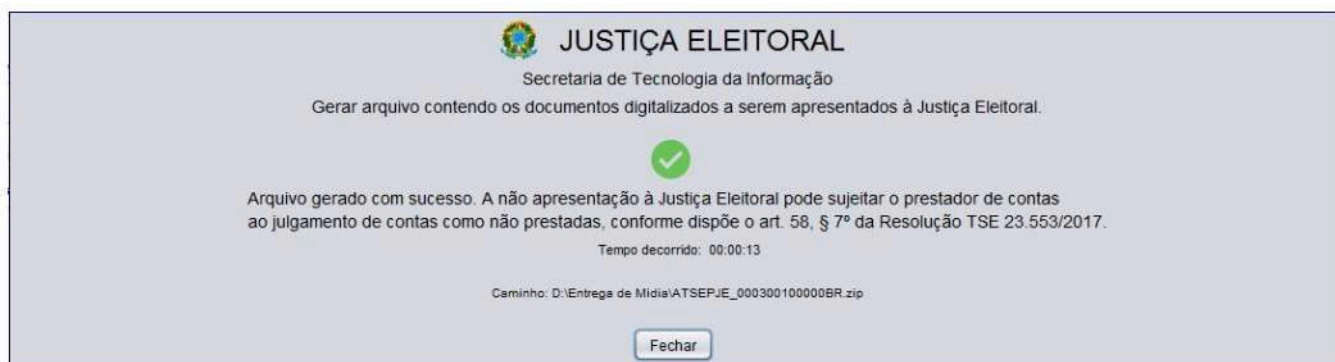 JUSTIÇA ELEITORAL
Secretaria de Tecnologia da Informação
Gerar arquivo contendo os documentos digitalizados a serem apresentados à Justiça Eleitoral.
Arquivo gerado com sucesso. A não apresentação à Justiça Eleitoral pode sujeitar o prestador de contas
ao julgamento de contas como não prestadas, conforme dispõe o art. 58, § 7º da Resolução TSE 23.553/2017.
Tempo decorrido: 00:00:13
Caminho: D:\Entrega de Midia\ATSEPJE_000300100000BR.zip
Fechar